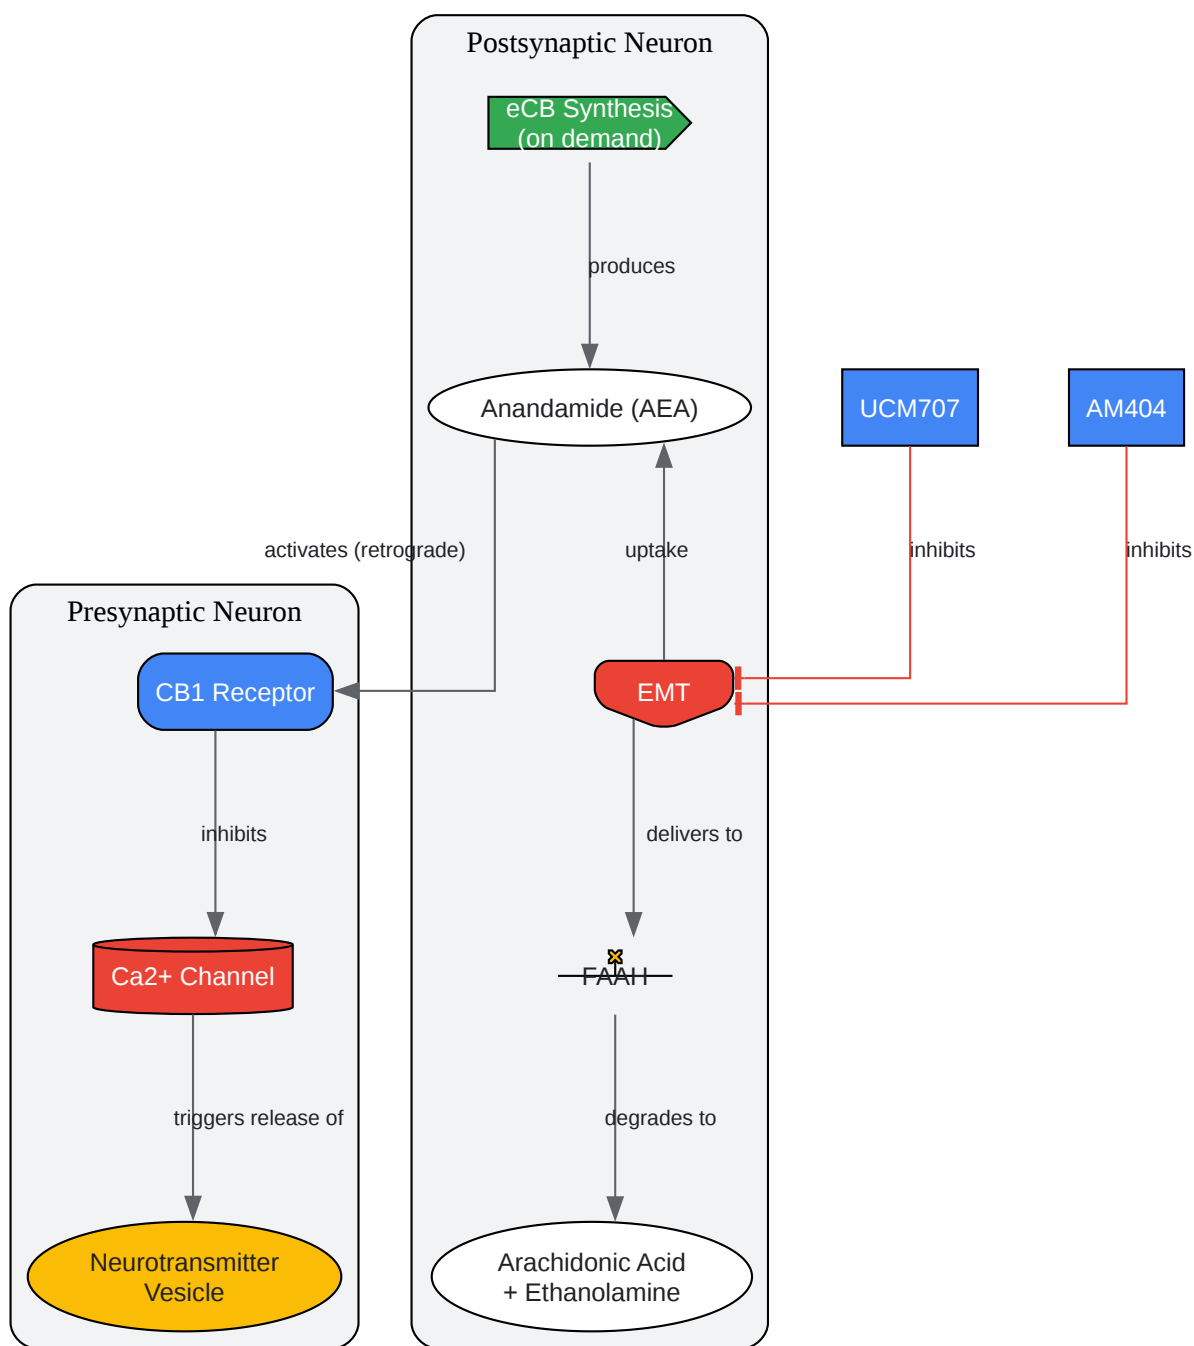 Postsynaptic Neuron
eCB Synthesis
(on demand)
produces
Anandamide (AEA)
UCM707
AM404
activates (retrograde)
uptake
inhibits
inhibits
Presynaptic Neuron
CB1 Receptor
EMT
inhibits
delivers to
Ca2+ Channel
FAAH
triggers release of
degrades to
Neurotransmitter
Vesicle
Arachidonic Acid
+ Ethanolamine